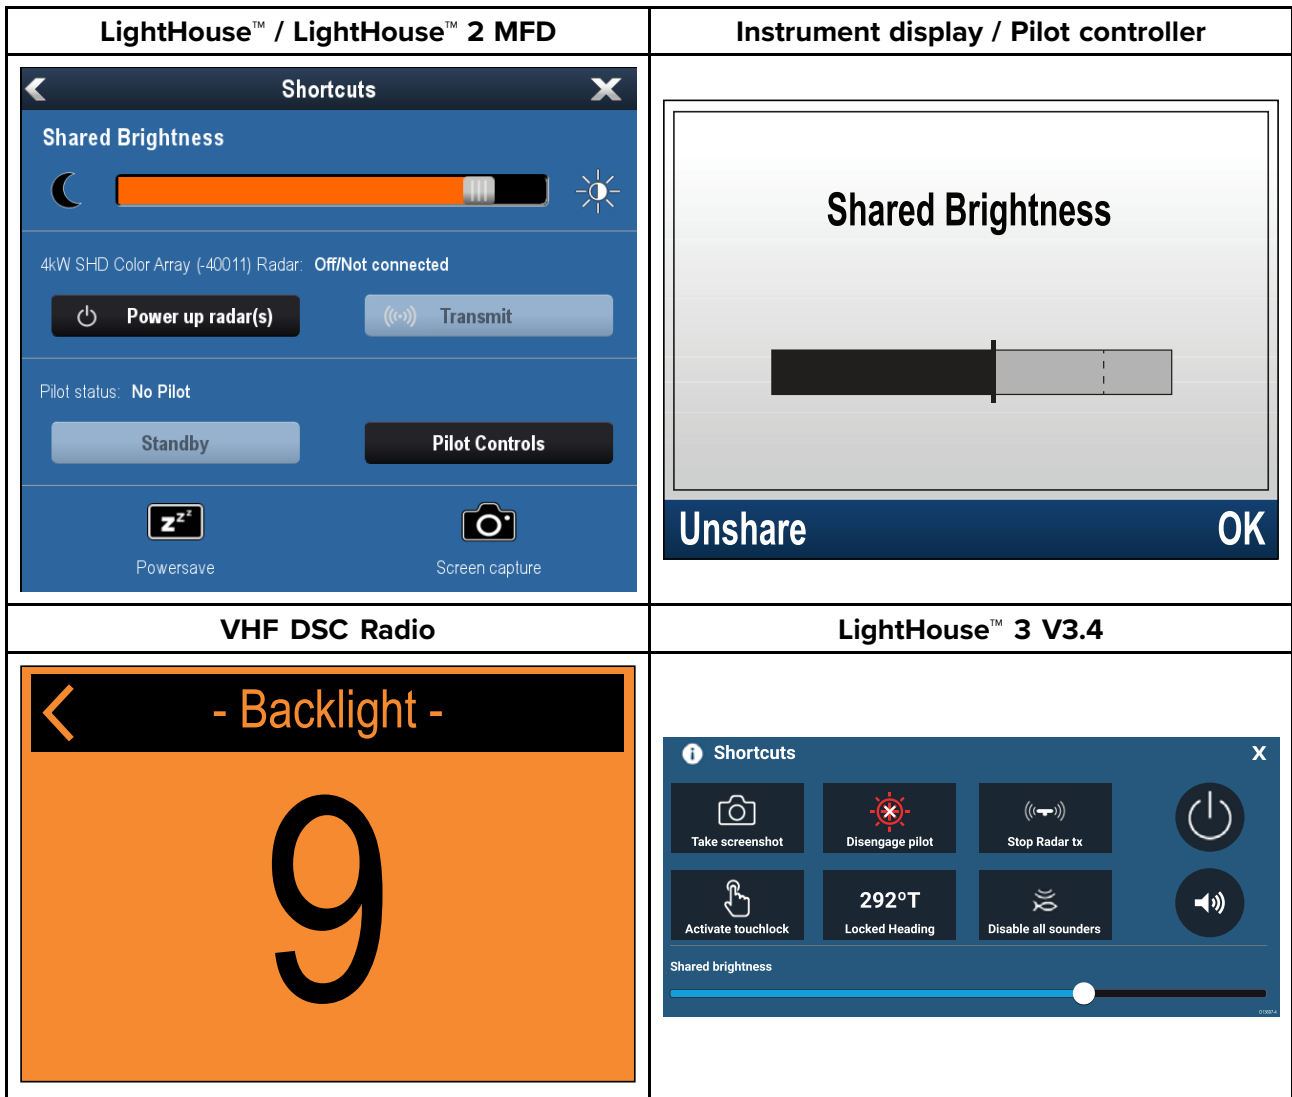 LightHouse™ / LightHouse™ 2 MFD
Instrument display / Pilot controller
Shortcuts
Shared Brightness
4kW SHD Color Array (-40011) Radar: Off/Not connected
Power up radar(s)
Transmit
Pilot status: No Pilot
Standby
Pilot Controls
zzz
Powersave
Screen capture
Shared Brightness
Unshare
OK
VHF DSC Radio
LightHouse™ 3 V3.4
- Backlight -
9
Shortcuts
X
Take screenshot
Disengage pilot
Stop Radar tx
Activate touchlock
292°T
Locked Heading
Disable all sounders
Shared brightness